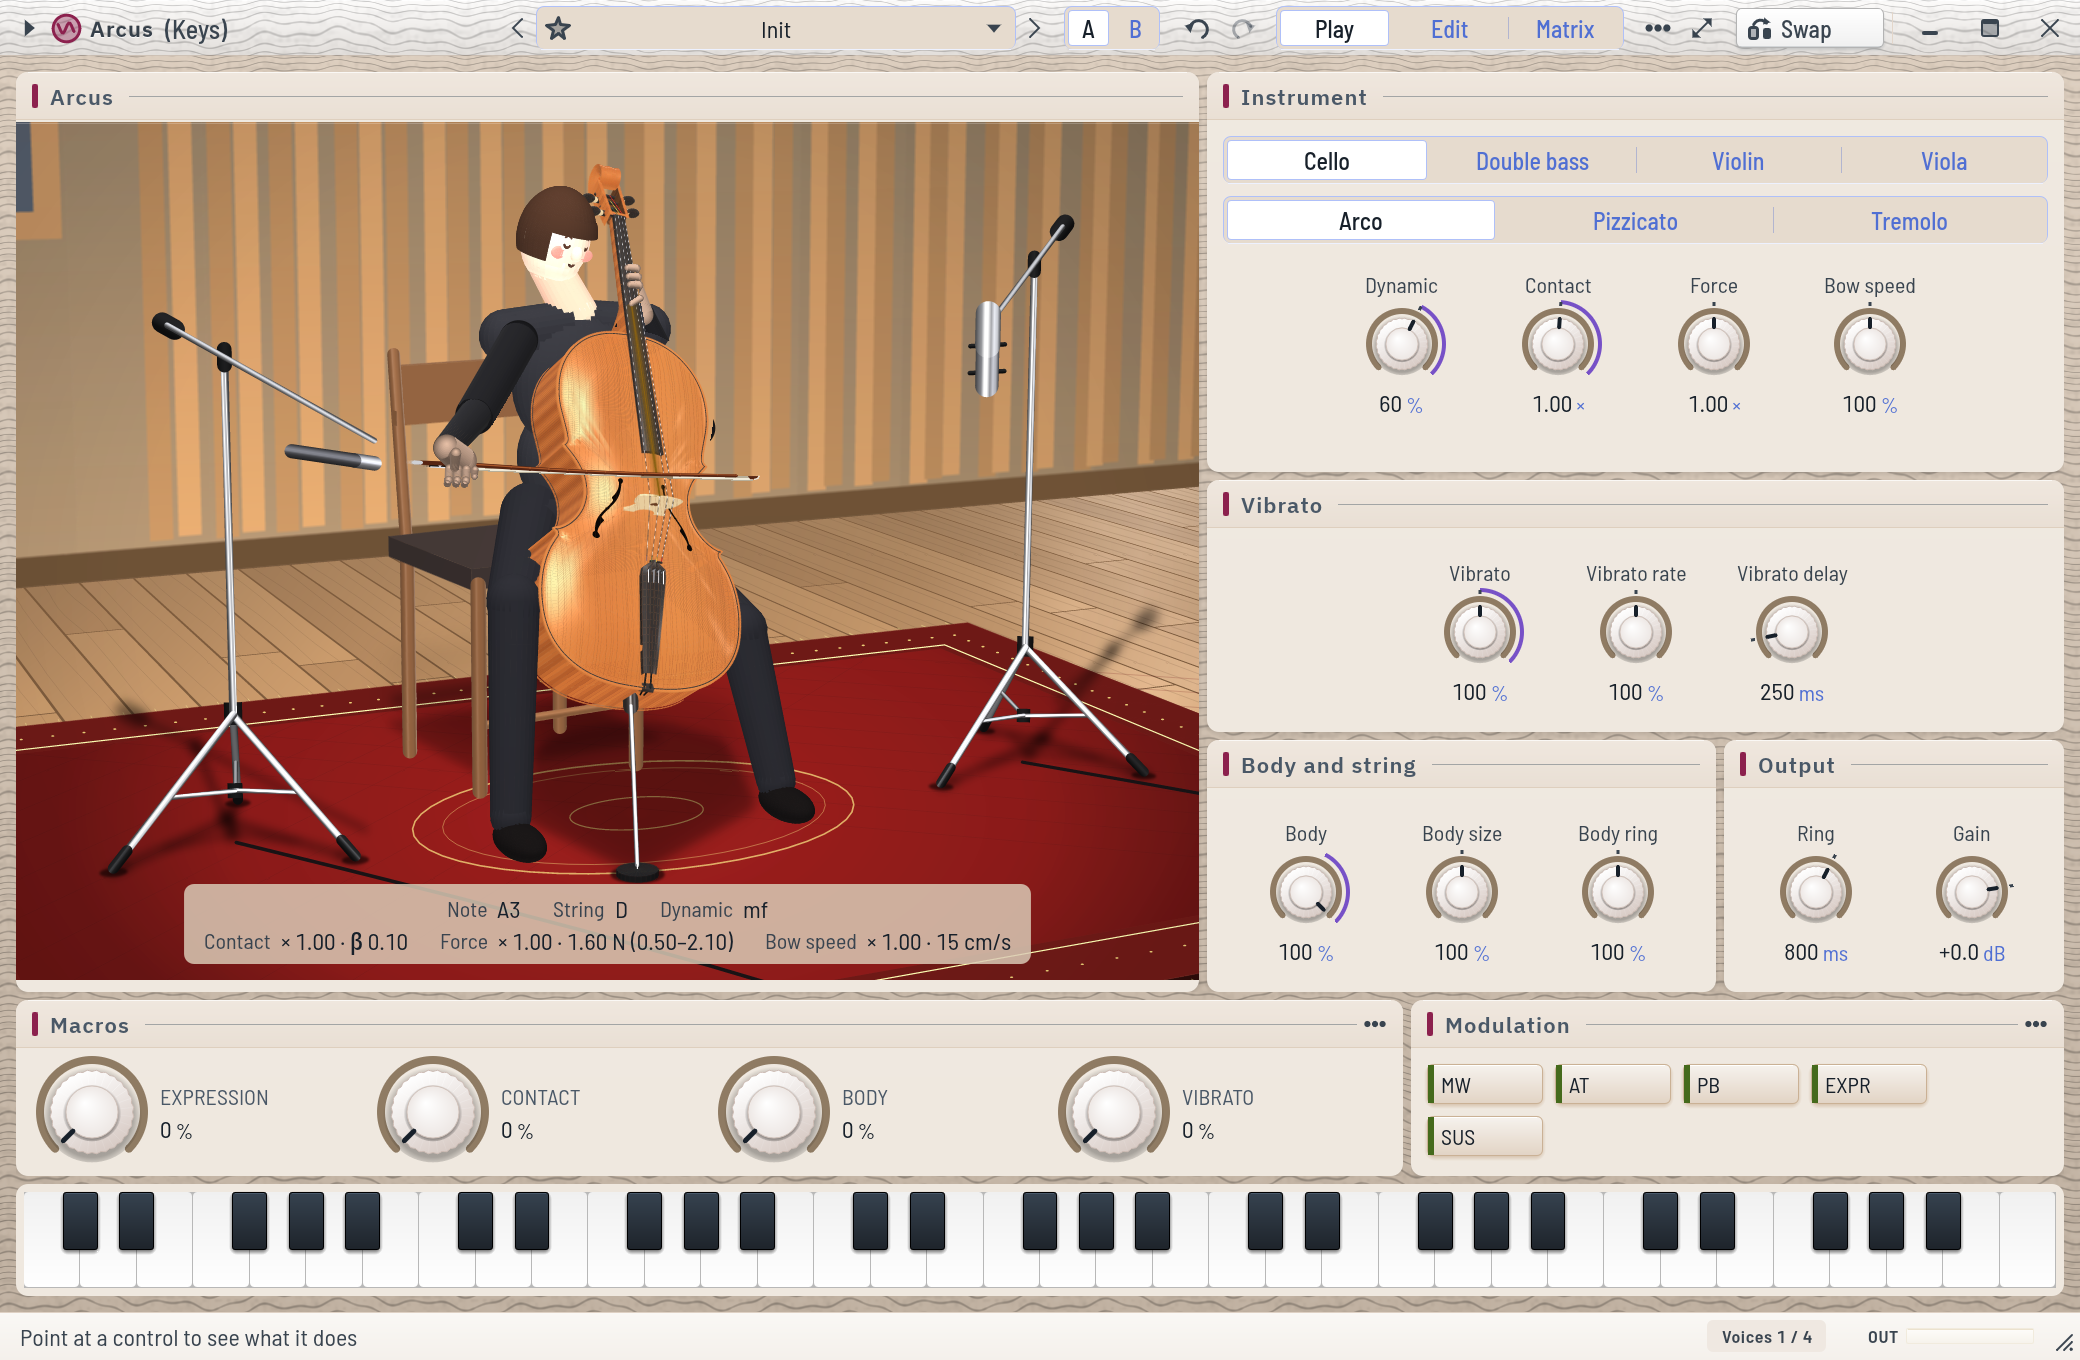 Arcus (Keys)
Init
A B
Play Edit Matrix
Swap
Arcus
Note A3 String D Dynamic mf
Contact × 1.00 · β 0.10 Force × 1.00 · 1.60 N (0.50–2.10) Bow speed × 1.00 · 15 cm/s
Instrument
Cello Double bass Violin Viola
Arco Pizzicato Tremolo
Dynamic Contact Force Bow speed
60 % 1.00 × 1.00 × 100 %
Vibrato
Vibrato Vibrato rate Vibrato delay
100 % 100 % 250 ms
Body and string
Body Body size Body ring
100 % 100 % 100 %
Output
Ring Gain
800 ms +0.0 dB
Macros
EXPRESSION
0 %
CONTACT
0 %
BODY
0 %
VIBRATO
0 %
Modulation
MW AT PB EXPR
SUS
Point at a control to see what it does
Voices 1 / 4 OUT